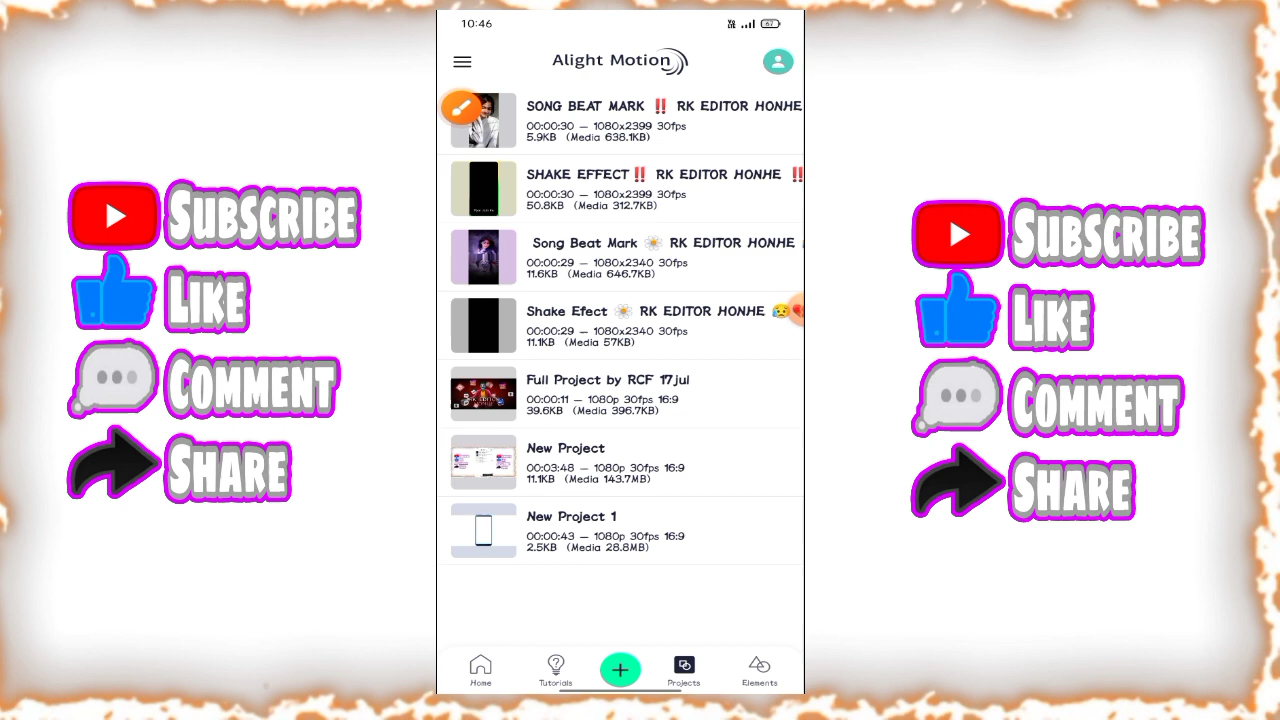 SUBSCRIBE
LIKE
COMMENT
SHARE
10:46
67
Alight Motion
SONG BEAT MARK ‼️ RK EDITOR HONHE
00:00:30 — 1080x2399 30fps
5.9KB (Media 638.1KB)
SHAKE EFFECT‼️ RK EDITOR HONHE ‼️
00:00:30 — 1080x2399 30fps
50.8KB (Media 312.7KB)
Song Beat Mark 🌼 RK EDITOR HONHE
00:00:29 — 1080x2340 30fps
11.6KB (Media 646.7KB)
Shake Efect 🌼 RK EDITOR HONHE 😥
00:00:29 — 1080x2340 30fps
11.1KB (Media 57KB)
Full Project by RCF 17jul
00:00:11 — 1080p 30fps 16:9
39.6KB (Media 396.7KB)
New Project
00:03:48 — 1080p 30fps 16:9
11.1KB (Media 143.7MB)
New Project 1
00:00:43 — 1080p 30fps 16:9
2.5KB (Media 28.8MB)
Home
Tutorials
Projects
Elements
SUBSCRIBE
LIKE
COMMENT
SHARE